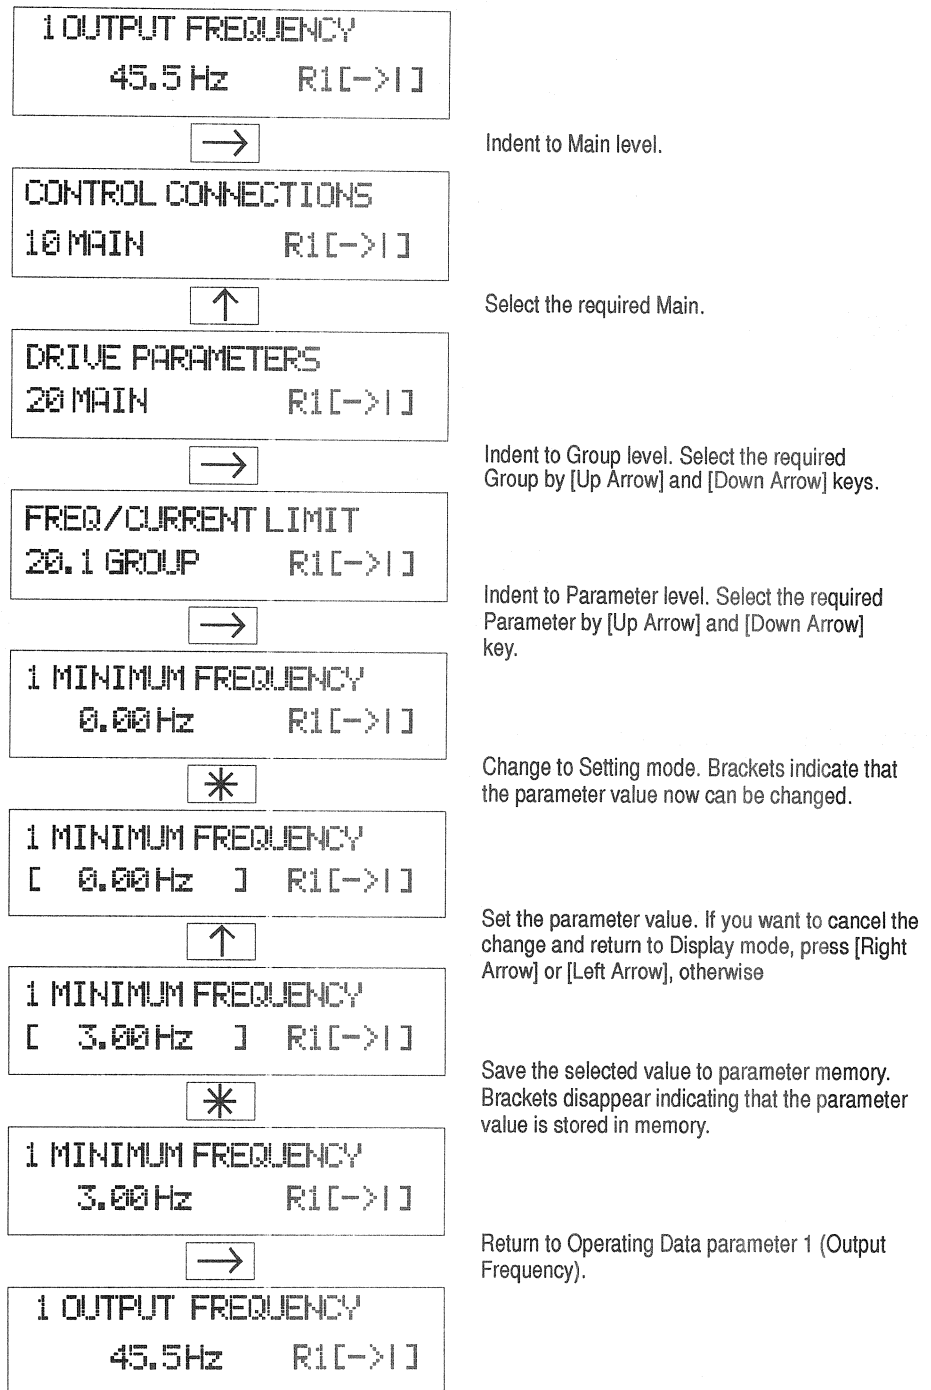 1 OUTPUT FREQUENCY
45.5 Hz R1[->|]
→
Indent to Main level.
CONTROL CONNECTIONS
10 MAIN R1[->|]
↑
Select the required Main.
DRIVE PARAMETERS
20 MAIN R1[->|]
→
Indent to Group level. Select the required
Group by [Up Arrow] and [Down Arrow] keys.
FREQ/CURRENT LIMIT
20.1 GROUP R1[->|]
→
Indent to Parameter level. Select the required
Parameter by [Up Arrow] and [Down Arrow]
key.
1 MINIMUM FREQUENCY
0.00 Hz R1[->|]
*
Change to Setting mode. Brackets indicate that
the parameter value now can be changed.
1 MINIMUM FREQUENCY
[ 0.00 Hz ] R1[->|]
↑
Set the parameter value. If you want to cancel the
change and return to Display mode, press [Right
Arrow] or [Left Arrow], otherwise
1 MINIMUM FREQUENCY
[ 3.00 Hz ] R1[->|]
*
Save the selected value to parameter memory.
Brackets disappear indicating that the parameter
value is stored in memory.
1 MINIMUM FREQUENCY
3.00 Hz R1[->|]
→
Return to Operating Data parameter 1 (Output
Frequency).
1 OUTPUT FREQUENCY
45.5Hz R1[->|]